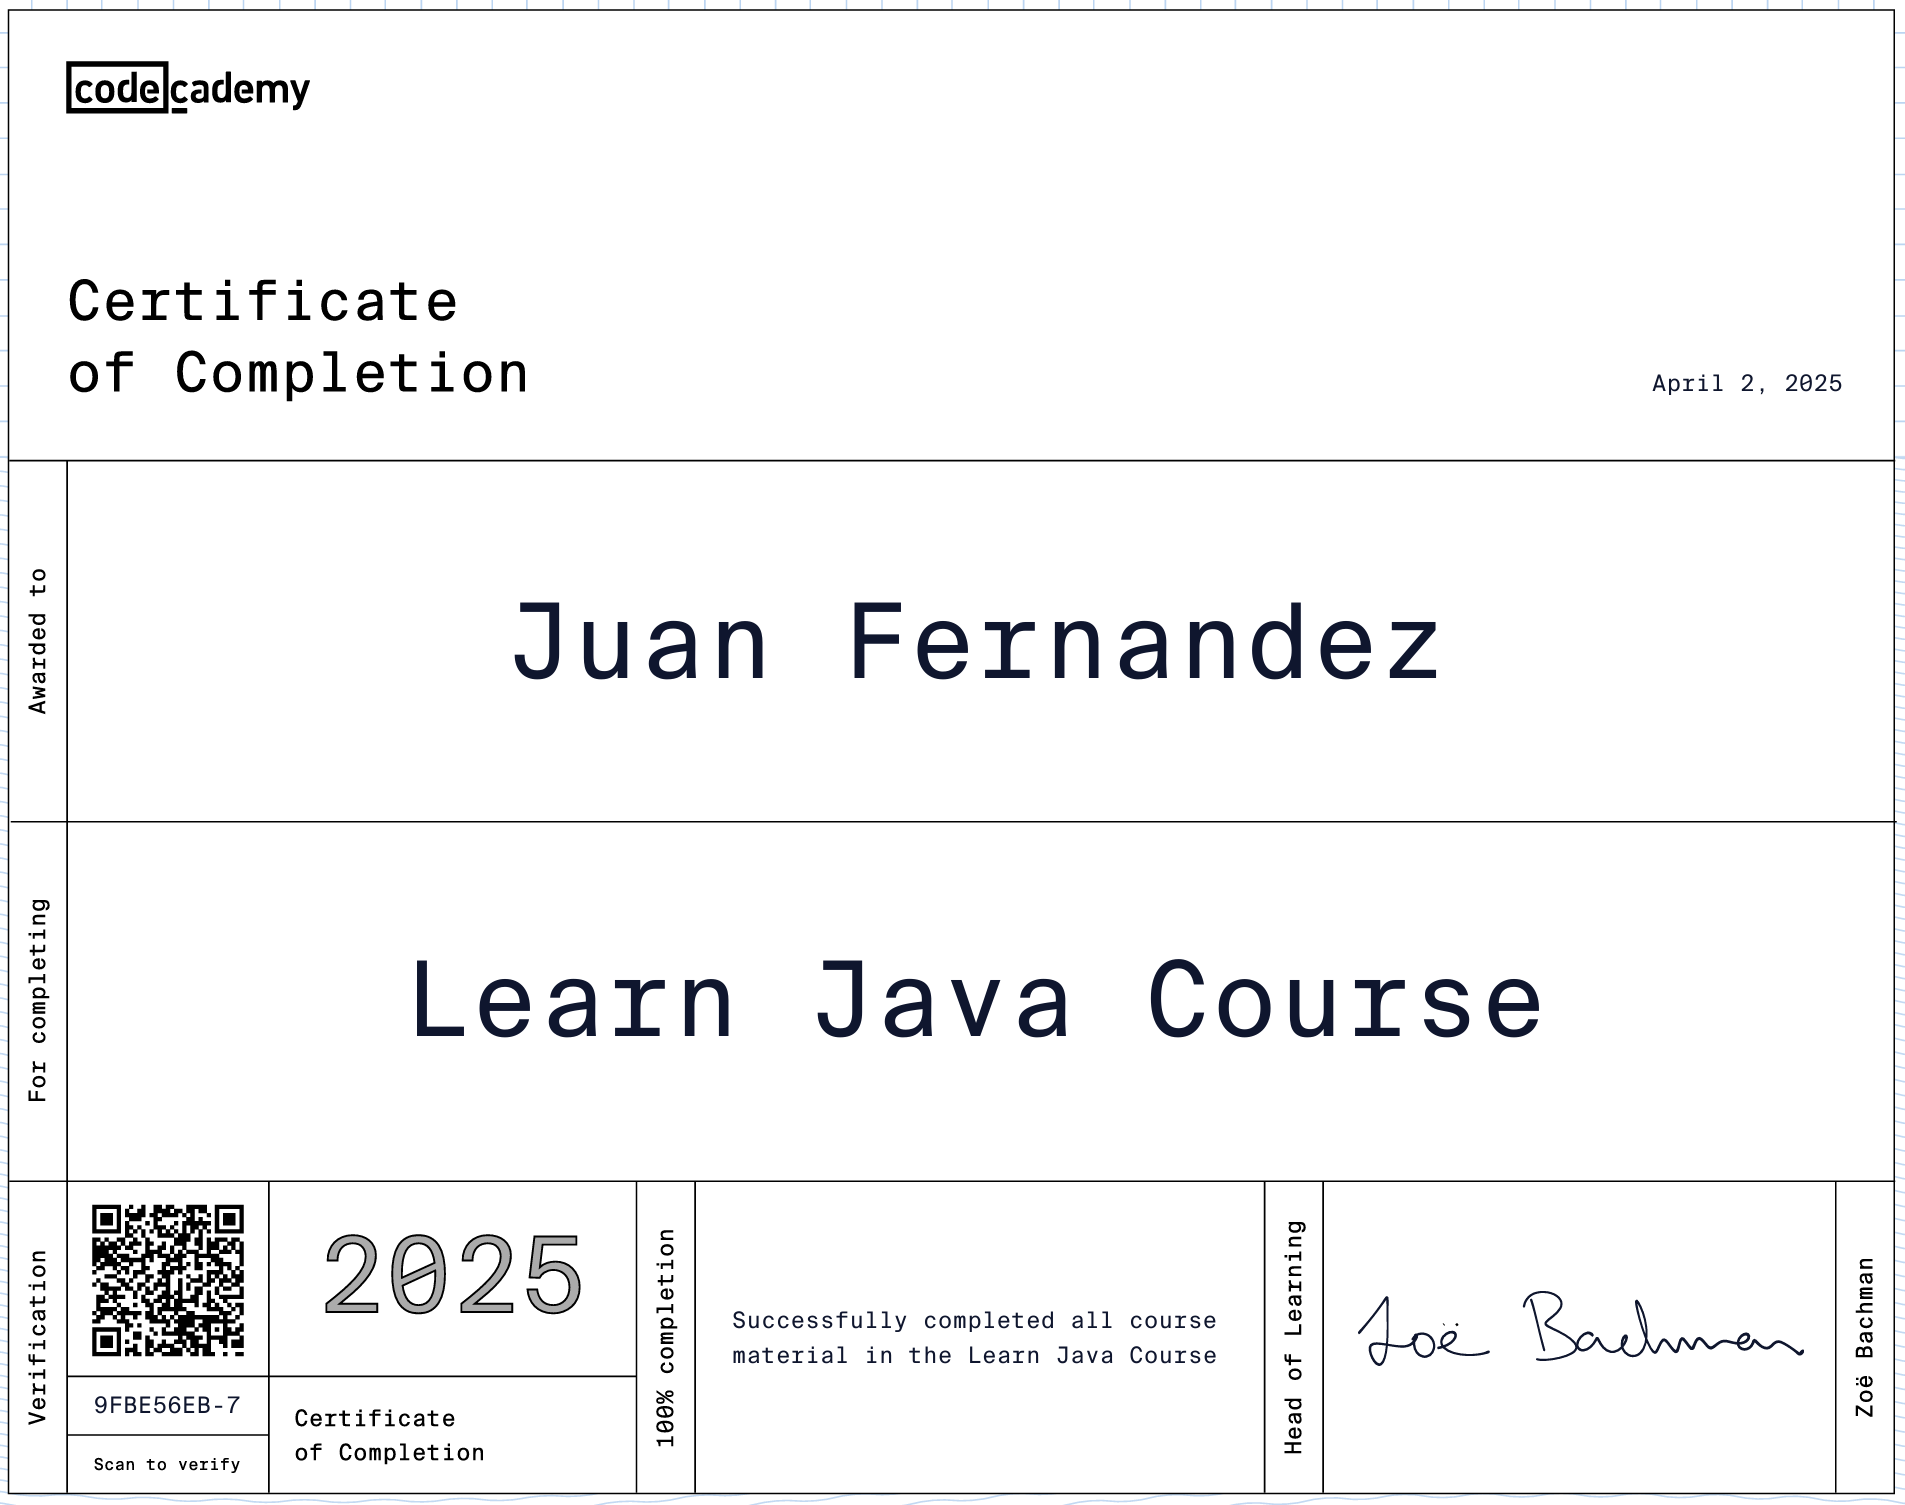 codecademy
Certificate
of Completion
April 2, 2025
Awarded to
Juan Fernandez
For completing
Learn Java Course
Verification
9FBE56EB-7
Scan to verify
2025
Certificate
of Completion
100% completion
Successfully completed all course
material in the Learn Java Course
Head of Learning
Zoë Bachman
Zoë Bachman